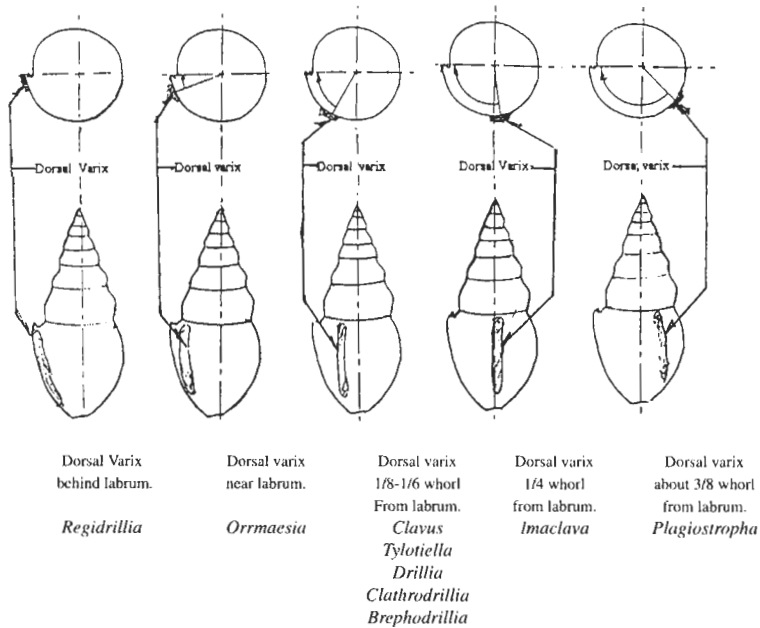 Dorsal Varix
Dorsal varix
Dorsal varix
Dorsal Varix
Dorsal varix
Dorsal Varix
behind labrum.
Regidrillia
Dorsal varix
near labrum.
Orrmaesia
Dorsal varix
1/8-1/6 whorl
From labrum.
Clavus
Tylotiella
Drillia
Clathrodrillia
Brephodrillia
Dorsal varix
1/4 whorl
from labrum.
Imaclava
Dorsal varix
about 3/8 whorl
from labrum.
Plagiostropha